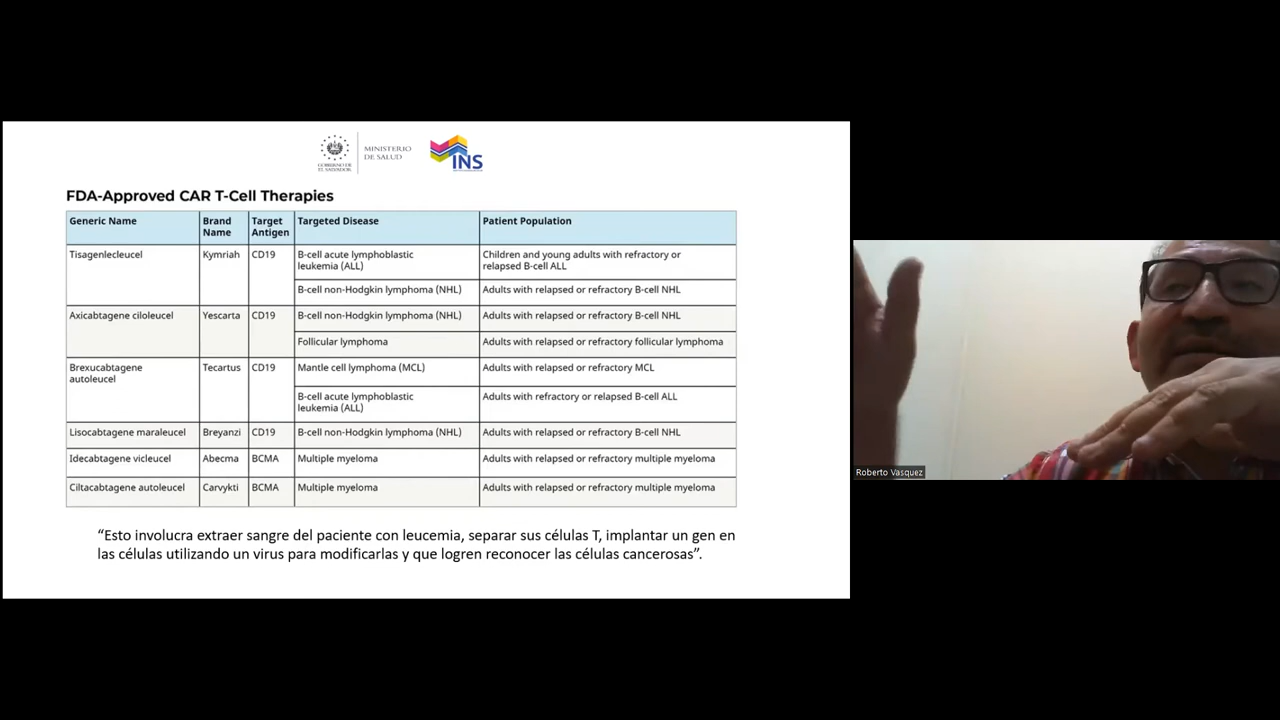 MINISTERIO
DE SALUD
GOBIERNO DE
EL SALVADOR
INS
FDA-Approved CAR T-Cell Therapies
Generic Name Brand Name Target Antigen Targeted Disease Patient Population
Tisagenlecleucel Kymriah CD19 B-cell acute lymphoblastic leukemia (ALL) Children and young adults with refractory or relapsed B-cell ALL
B-cell non-Hodgkin lymphoma (NHL) Adults with relapsed or refractory B-cell NHL
Axicabtagene ciloleucel Yescarta CD19 B-cell non-Hodgkin lymphoma (NHL) Adults with relapsed or refractory B-cell NHL
Follicular lymphoma Adults with relapsed or refractory follicular lymphoma
Brexucabtagene autoleucel Tecartus CD19 Mantle cell lymphoma (MCL) Adults with relapsed or refractory MCL
B-cell acute lymphoblastic leukemia (ALL) Adults with refractory or relapsed B-cell ALL
Lisocabtagene maraleucel Breyanzi CD19 B-cell non-Hodgkin lymphoma (NHL) Adults with relapsed or refractory B-cell NHL
Idecabtagene vicleucel Abecma BCMA Multiple myeloma Adults with relapsed or refractory multiple myeloma
Ciltacabtagene autoleucel Carvykti BCMA Multiple myeloma Adults with relapsed or refractory multiple myeloma
“Esto involucra extraer sangre del paciente con leucemia, separar sus células T, implantar un gen en
las células utilizando un virus para modificarlas y que logren reconocer las células cancerosas”.
Roberto Vasquez